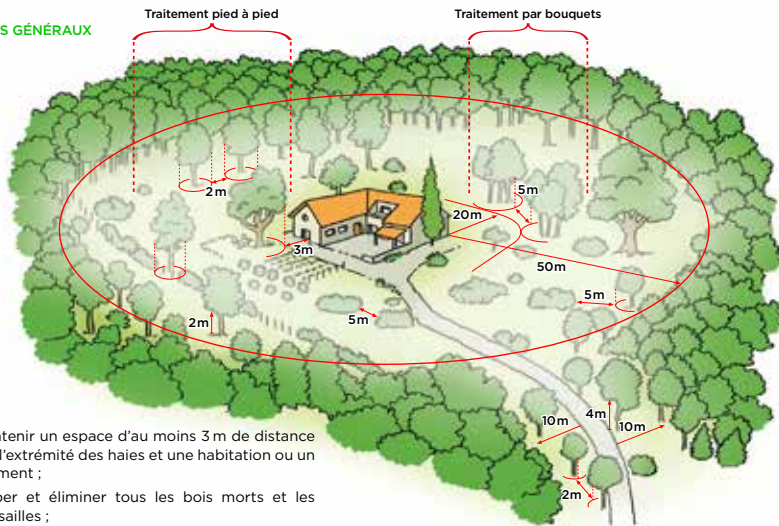 Traitement pied à pied
Traitement par bouquets
S GÉNÉRAUX
2m
5m
20m
3m
50m
5m
2m
5m
4m
10m
10m
2m
tenir un espace d'au moins 3 m de distance
l'extrémité des haies et une habitation ou un
ment ;
per et éliminer tous les bois morts et les
sailles ;